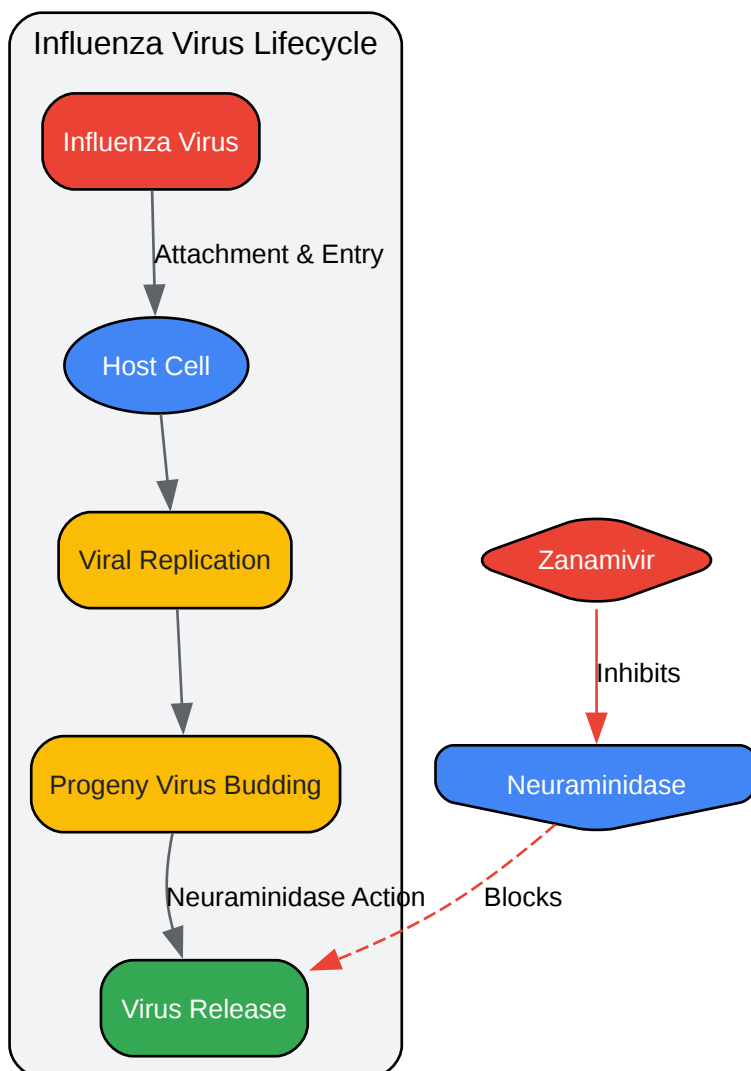 Influenza Virus Lifecycle
Influenza Virus
Attachment & Entry
Host Cell
Viral Replication
Zanamivir
Inhibits
Progeny Virus Budding
Neuraminidase
Neuraminidase Action
Blocks
Virus Release